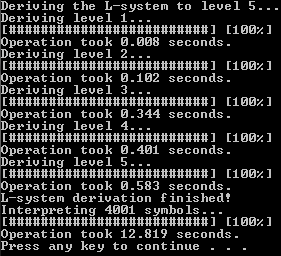 Deriving the L-system to level 5...
Deriving level 1...
[##########################] [100%]
Operation took 0.008 seconds.
Deriving level 2...
[##########################] [100%]
Operation took 0.102 seconds.
Deriving level 3...
[##########################] [100%]
Operation took 0.344 seconds.
Deriving level 4...
[##########################] [100%]
Operation took 0.401 seconds.
Deriving level 5...
[##########################] [100%]
Operation took 0.583 seconds.
L-system derivation finished!
Interpreting 4001 symbols...
[##########################] [100%]
Operation took 12.819 seconds.
Press any key to continue . . .